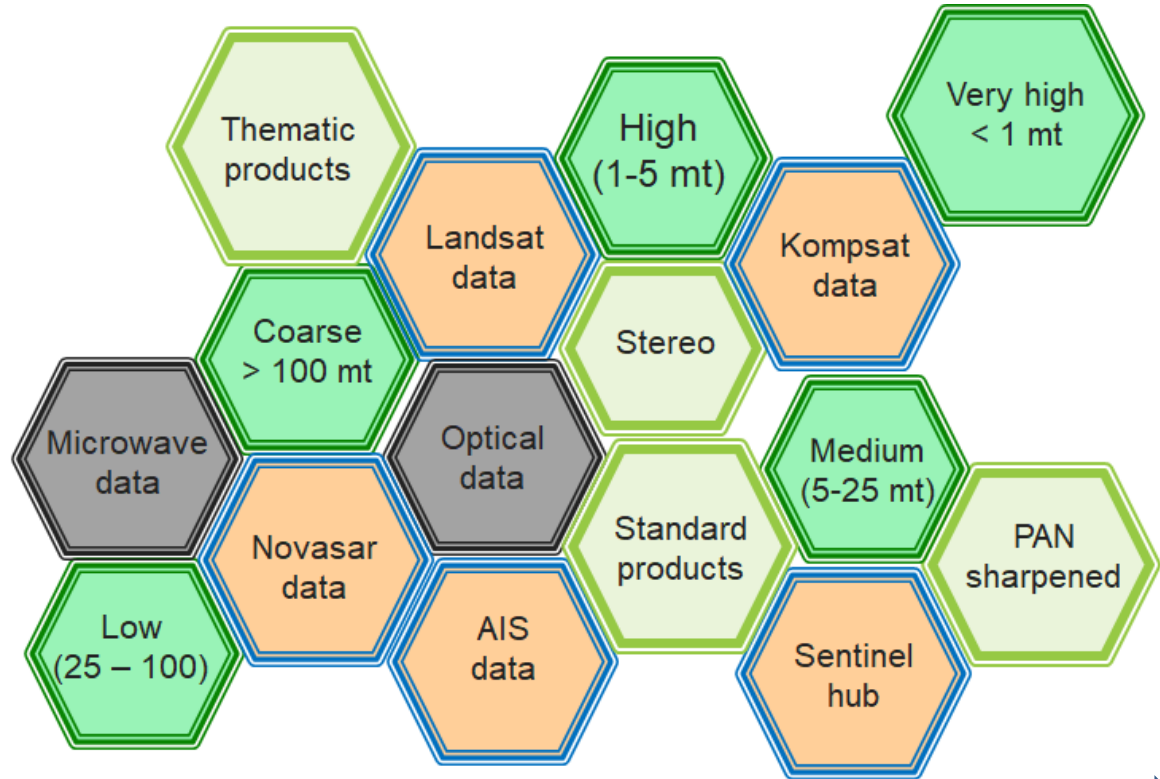 Thematic
products
High
(1-5 mt)
Very high
< 1 mt
Landsat
data
Kompsat
data
Coarse
> 100 mt
Stereo
Microwave
data
Optical
data
Medium
(5-25 mt)
Novasar
data
Standard
products
PAN
sharpened
Low
(25 – 100)
AIS
data
Sentinel
hub